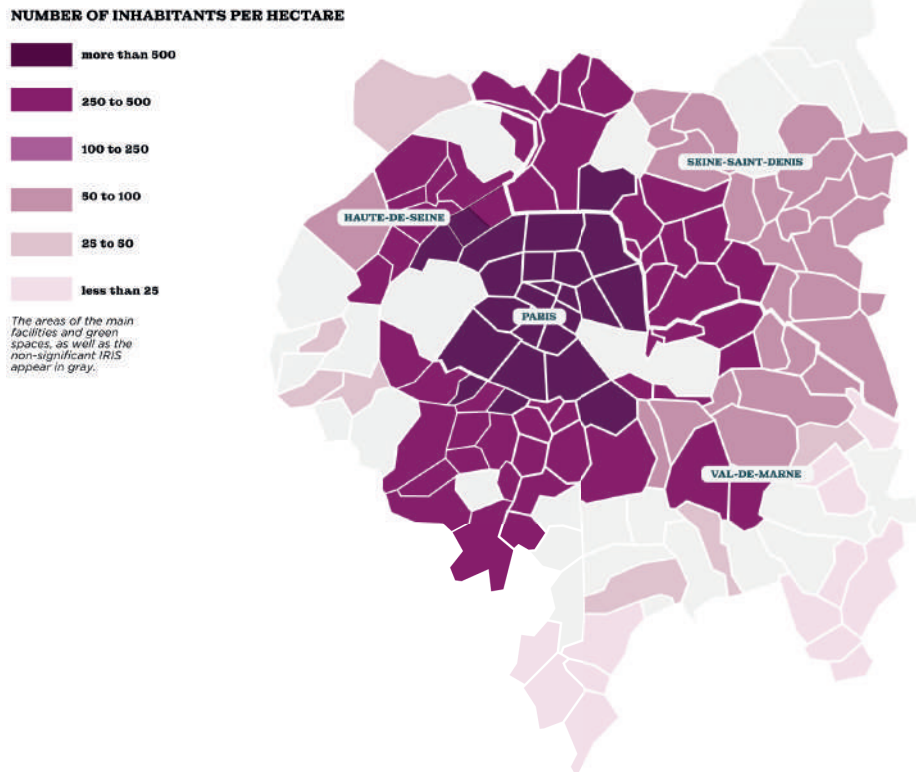 NUMBER OF INHABITANTS PER HECTARE
more than 500
250 to 500
100 to 250
50 to 100
25 to 50
less than 25
The areas of the main
facilities and green
spaces, as well as the
non-significant IRIS
appear in gray.
SEINE-SAINT-DENIS
HAUTE-DE-SEINE
PARIS
VAL-DE-MARNE